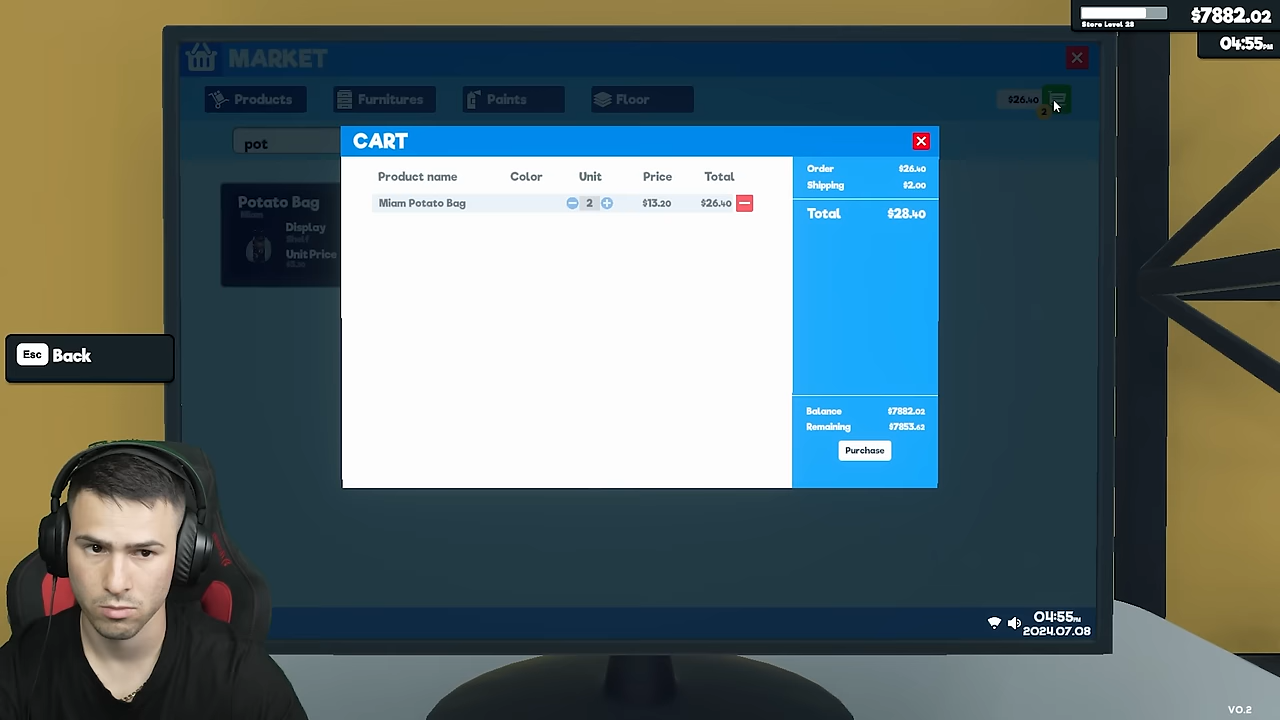 $7882.02
Store Level 28
04:55PM
MARKET
Products
Furnitures
Paints
Floor
$26.40
2
pot
CART
Product name Color Unit Price Total
Miam Potato Bag 2 $13.20 $26.40
Order $26.40
Shipping $2.00
Total $28.40
Balance $7882.02
Remaining $7853.62
Purchase
Potato Bag
Miam
Display
Shelf
Unit Price
Esc Back
04:55PM
2024.07.08
V0.2